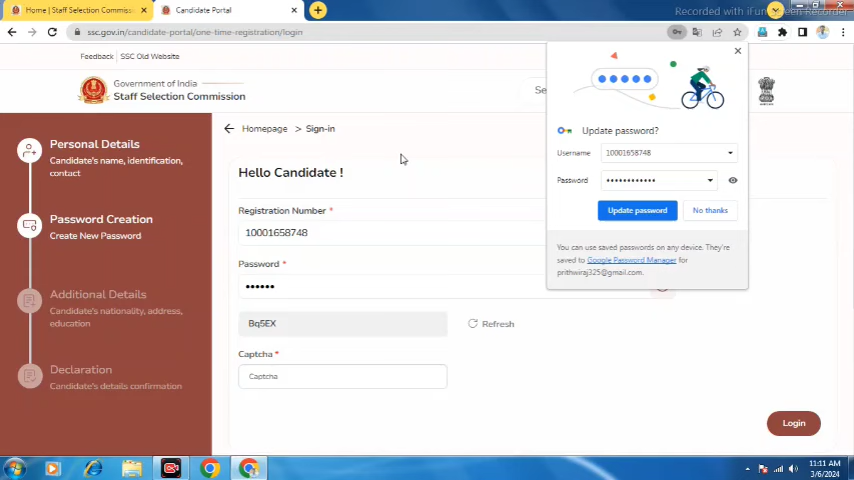 Home | Staff Selection Commiss
Candidate Portal
Recorded with iFun Screen Recorder
ssc.gov.in/candidate-portal/one-time-registration/login
Feedback | SSC Old Website
Government of India
Staff Selection Commission
Se
Homepage > Sign-in
Personal Details
Candidate's name, identification,
contact
Password Creation
Create New Password
Additional Details
Candidate's nationality, address,
education
Declaration
Candidate's details confirmation
Hello Candidate !
Registration Number *
10001658748
Password *
••••••
Bq5EX
Refresh
Captcha *
Captcha
Login
Update password?
Username 10001658748
Password ••••••••••••
Update password No thanks
You can use saved passwords on any device. They're
saved to Google Password Manager for
prithwiraj325@gmail.com.
11:11 AM
3/6/2024